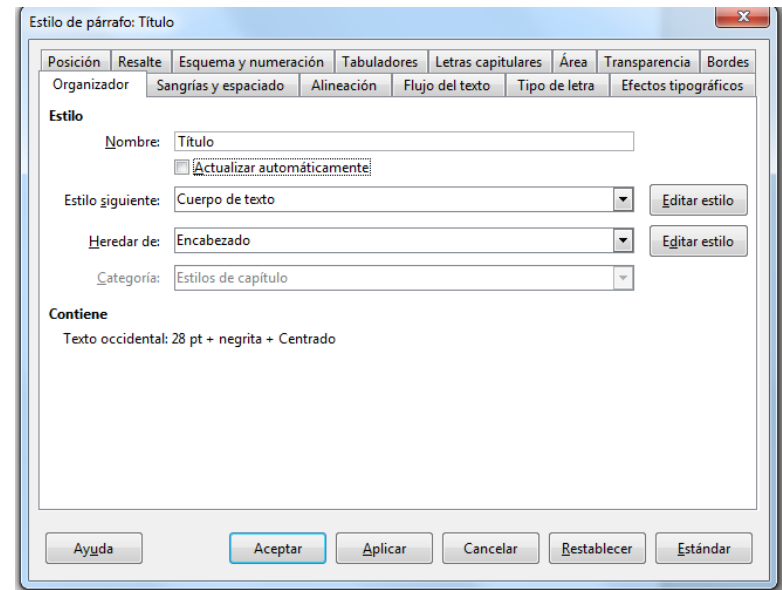 Estilo de párrafo: Título
Posición Resalte Esquema y numeración Tabuladores Letras capitulares Área Transparencia Bordes
Organizador Sangrías y espaciado Alineación Flujo del texto Tipo de letra Efectos tipográficos
Estilo
Nombre: Título
Actualizar automáticamente
Estilo siguiente: Cuerpo de texto Editar estilo
Heredar de: Encabezado Editar estilo
Categoría: Estilos de capítulo
Contiene
Texto occidental: 28 pt + negrita + Centrado
Ayuda Aceptar Aplicar Cancelar Restablecer Estándar